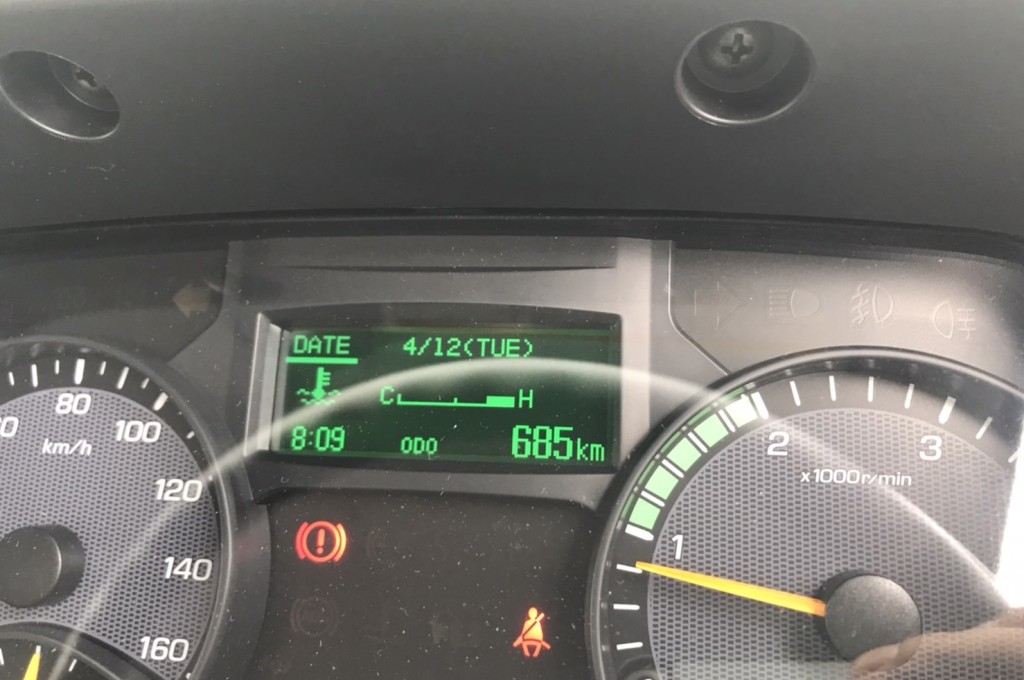 DATE 4/12(TUE)
C H
8:09 ODO 685km
80
km/h
100
120
140
160
1
2
3
x1000r/min